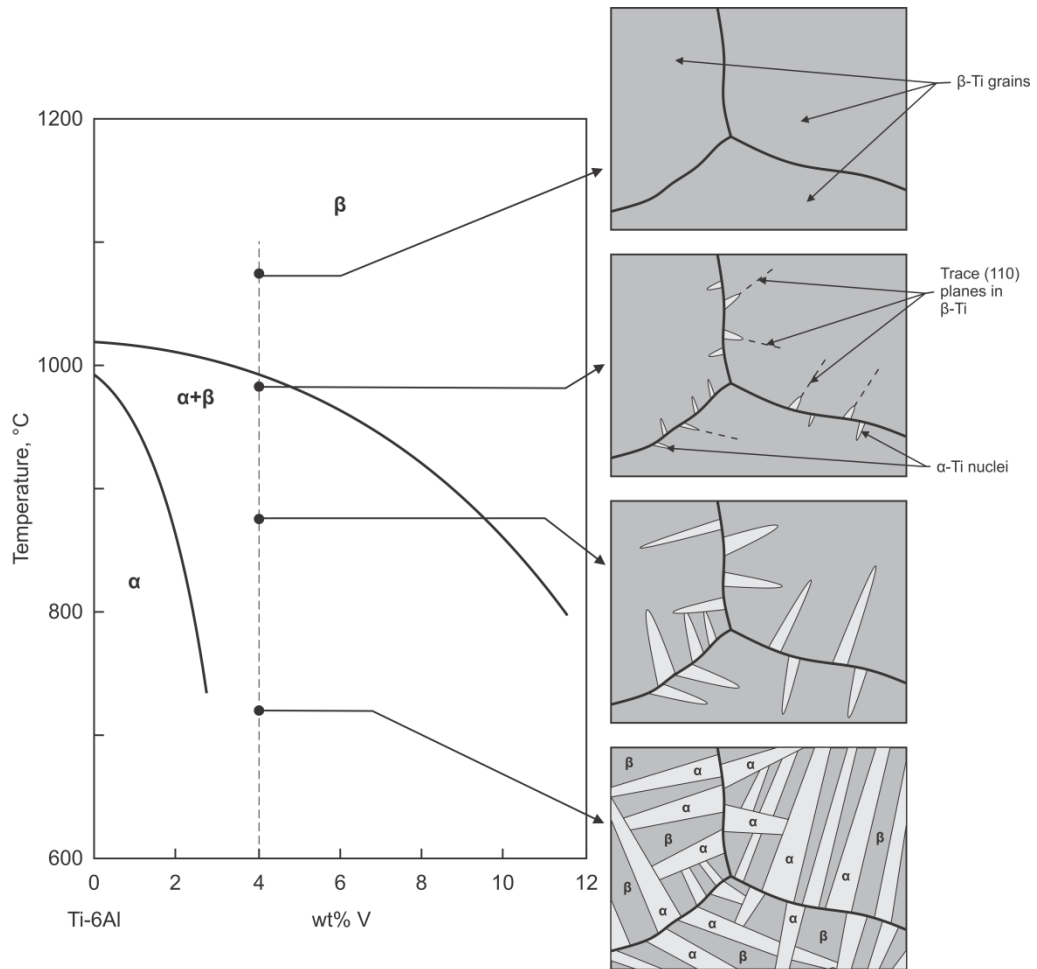 1200
1000
800
600
Temperature, °C
β
α+β
α
0
2
4
6
8
10
12
Ti-6Al
wt% V
β-Ti grains
Trace (110)
planes in
β-Ti
α-Ti nuclei
β
α
α
α
β
α
β
α
β
α
α
β
α
α
α
β
α
β